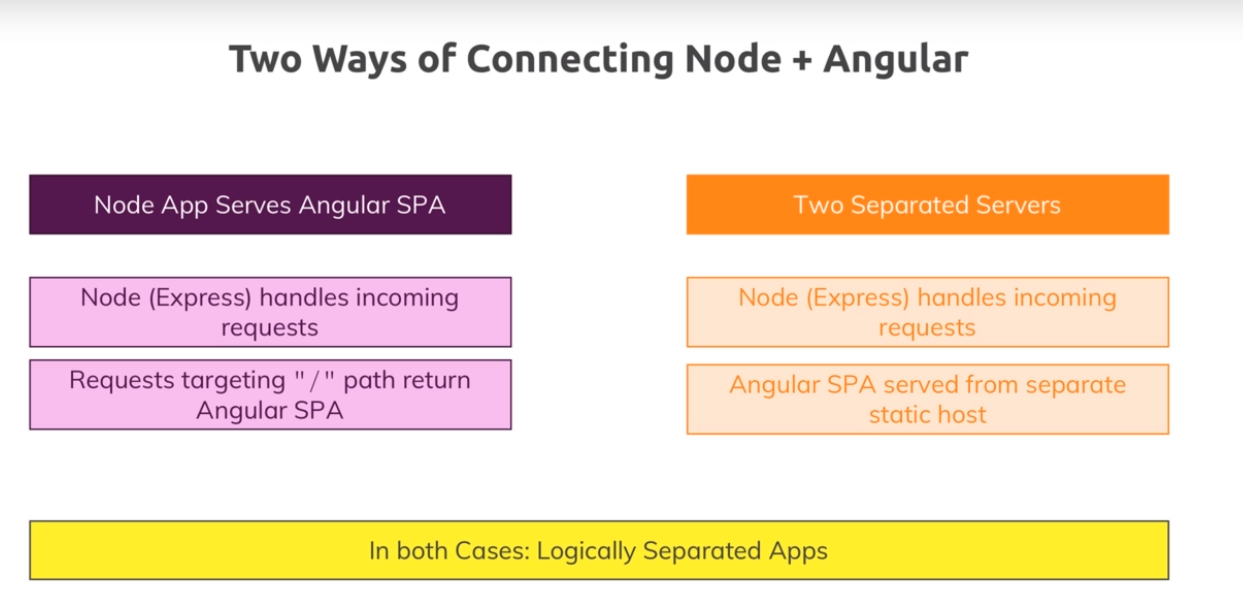 Two Ways of Connecting Node + Angular
Node App Serves Angular SPA
Node (Express) handles incoming
requests
Requests targeting "/" path return
Angular SPA
Two Separated Servers
Node (Express) handles incoming
requests
Angular SPA served from separate
static host
In both Cases: Logically Separated Apps